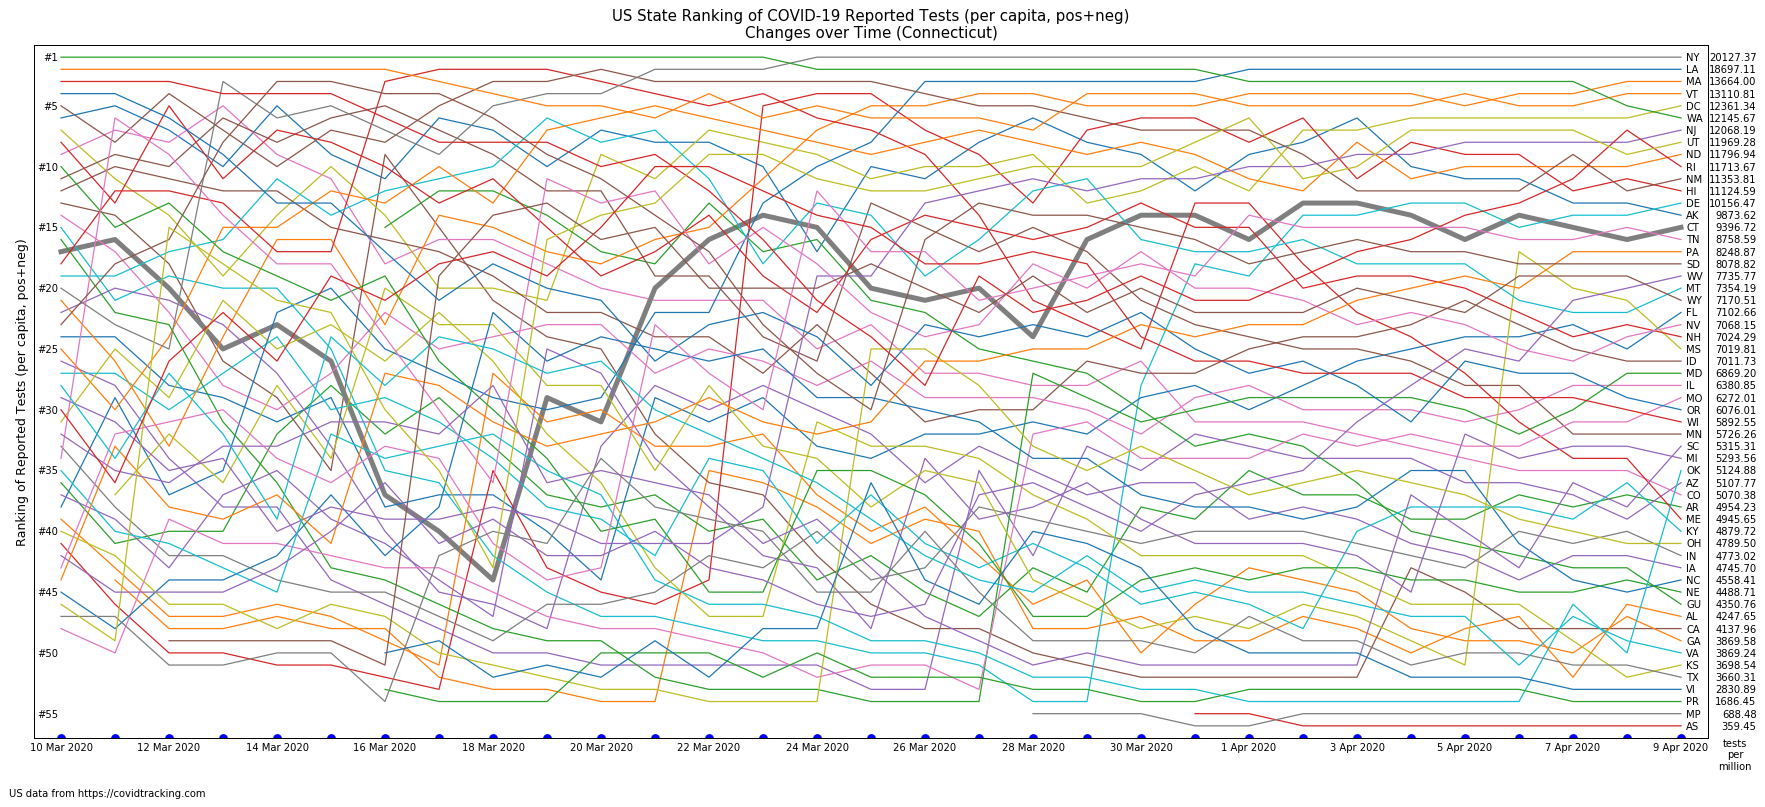 US State Ranking of COVID-19 Reported Tests (per capita, pos+neg)
Changes over Time (Connecticut)
Ranking of Reported Tests (per capita, pos+neg)
#1
#5
#10
#15
#20
#25
#30
#35
#40
#45
#50
#55
NY 20127.37
LA 18697.11
MA 13664.00
VT 13110.81
DC 12361.34
WA 12145.67
NJ 12068.19
UT 11969.28
ND 11796.94
RI 11713.67
NM 11353.81
HI 11124.59
DE 10156.47
AK 9873.62
CT 9396.72
TN 8758.59
PA 8248.87
SD 8078.82
WV 7735.77
MT 7354.19
WY 7170.51
FL 7102.66
NV 7068.15
NH 7024.29
MS 7019.81
ID 7011.73
MD 6869.20
IL 6380.85
MO 6272.01
OR 6076.01
WI 5892.55
MN 5726.26
SC 5315.31
MI 5293.56
OK 5124.88
AZ 5107.77
CO 5070.38
AR 4954.23
ME 4945.65
KY 4879.72
OH 4789.50
IN 4773.02
IA 4745.70
NC 4558.41
NE 4488.71
GU 4350.76
AL 4247.65
CA 4137.96
GA 3869.58
VA 3869.24
KS 3698.54
TX 3660.31
VI 2830.89
PR 1686.45
MP 688.48
AS 359.45
10 Mar 2020 12 Mar 2020 14 Mar 2020 16 Mar 2020 18 Mar 2020 20 Mar 2020 22 Mar 2020 24 Mar 2020 26 Mar 2020 28 Mar 2020 30 Mar 2020 1 Apr 2020 3 Apr 2020 5 Apr 2020 7 Apr 2020 9 Apr 2020
tests
per
million
US data from https://covidtracking.com